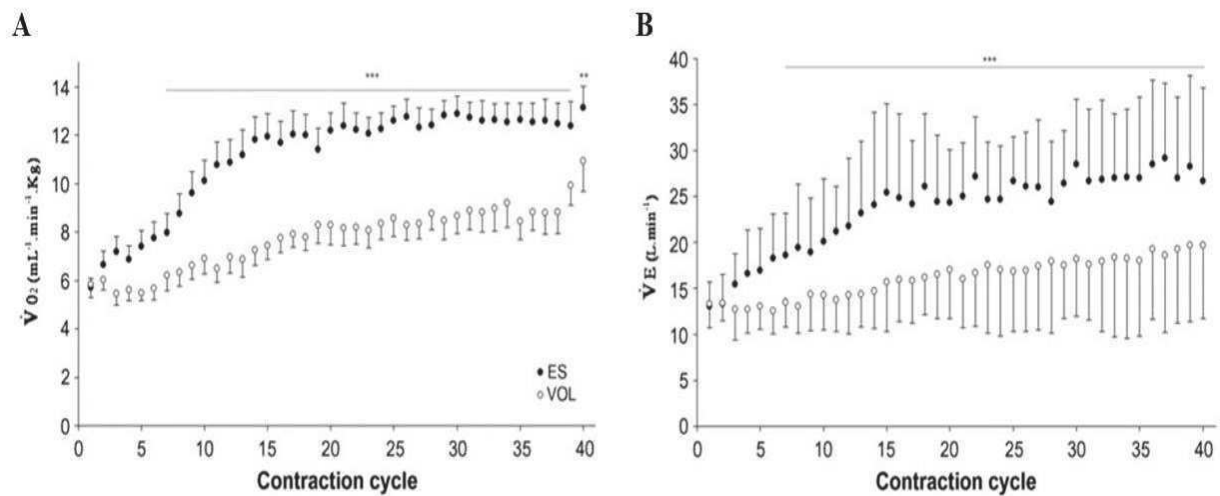 A
V̇O₂ (mL⁻¹.min⁻¹.Kg)
14
12
10
8
6
4
2
0
***
**
ES
VOL
0 5 10 15 20 25 30 35 40
Contraction cycle
B
V̇E (L.min⁻¹)
40
35
30
25
20
15
10
5
0
***
0 5 10 15 20 25 30 35 40
Contraction cycle